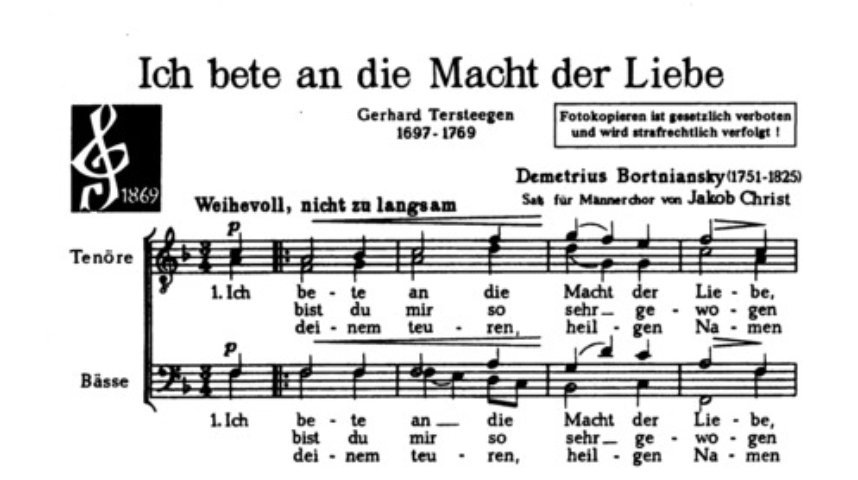 Ich bete an die Macht der Liebe
Gerhard Tersteegen
1697-1769
Fotokopieren ist gesetzlich verboten
und wird strafrechtlich verfolgt !
1869
Demetrius Bortniansky (1751-1825)
Satz für Männerchor von Jakob Christ
Weihevoll, nicht zu langsam
p
Tenöre
1. Ich be - te an die Macht der Lie - be,
bist du mir so sehr_ ge - wo - gen
dei - nem teu - ren, heil - gen Na - men
p
Bässe
1. Ich be - te an__ die Macht der Lie - be,
bist du mir so sehr_ ge - wo - gen
dei - nem teu - ren, heil - gen Na - men